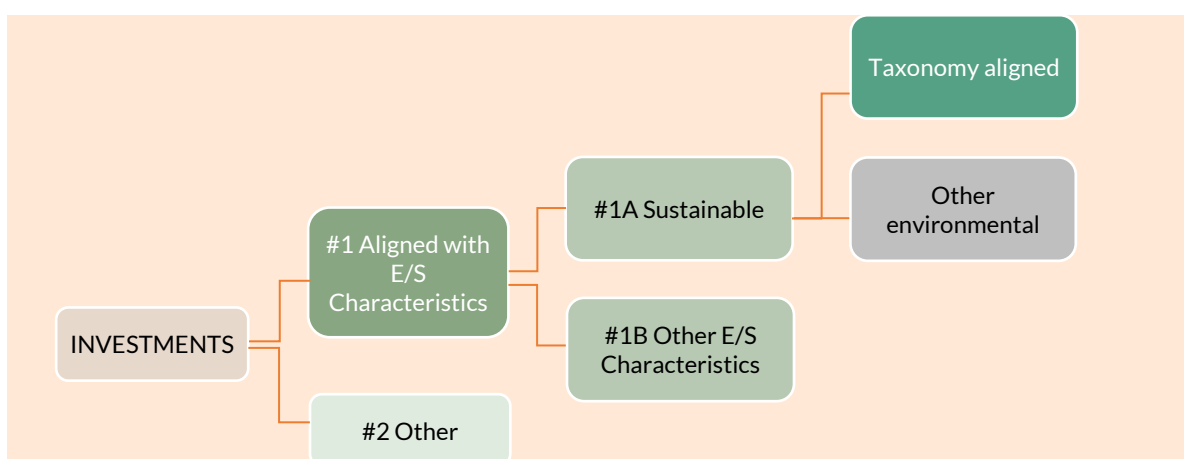 Taxonomy aligned
Other
environmental
#1A Sustainable
#1 Aligned with
E/S
Characteristics
#1B Other E/S
Characteristics
INVESTMENTS
#2 Other